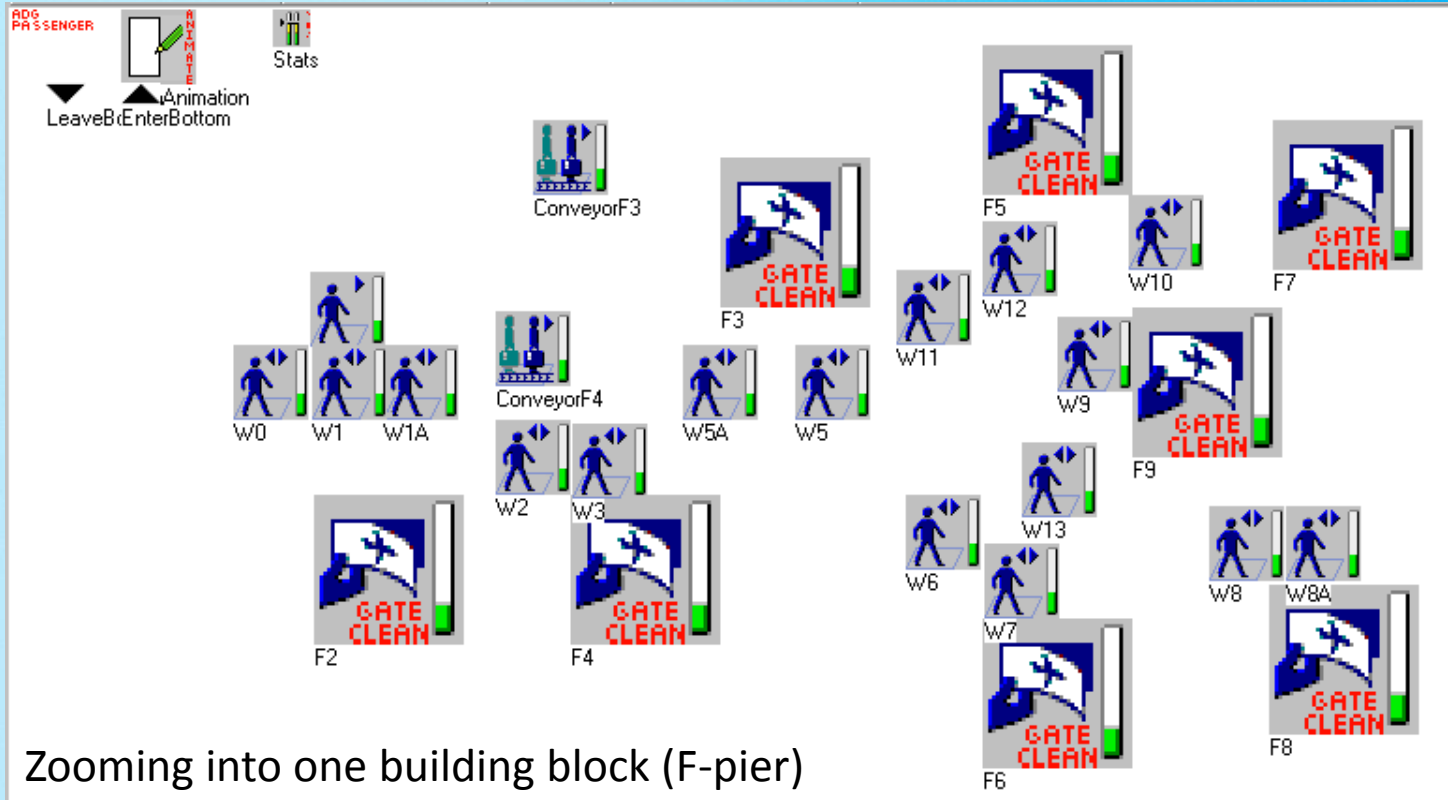 ADG
PASSENGER
ANIMATE
Stats
Animation
LeaveB
EnterBottom
ConveyorF3
GATE
CLEAN
F5
GATE
CLEAN
F7
GATE
CLEAN
F3
W10
W12
W11
ConveyorF4
W9
W0
W1
W1A
W5A
W5
GATE
CLEAN
F9
W2
W3
W13
W6
W8
W8A
GATE
CLEAN
F2
GATE
CLEAN
F4
W7
GATE
CLEAN
F6
GATE
CLEAN
F8
Zooming into one building block (F-pier)